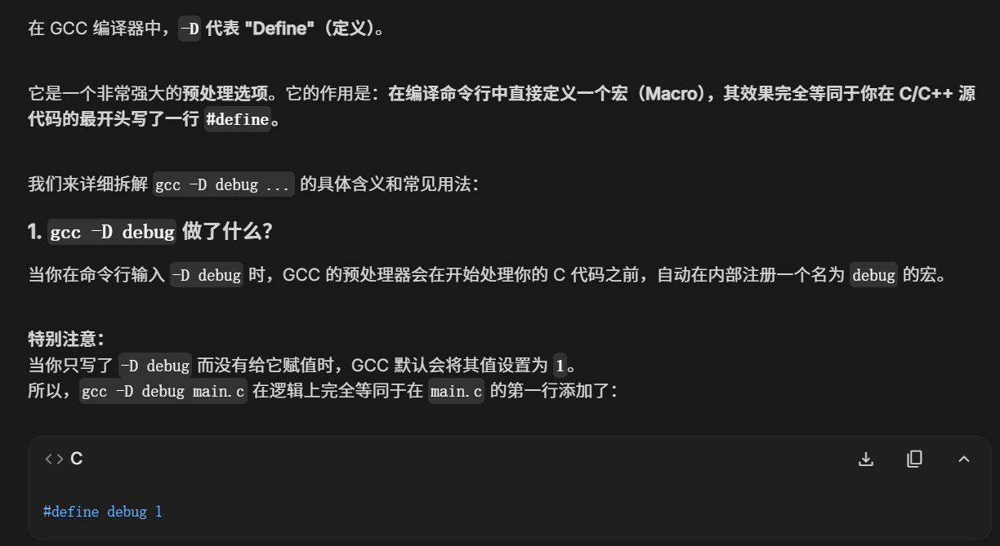 在 GCC 编译器中，-D 代表 "Define"（定义）。
它是一个非常强大的预处理选项。它的作用是：在编译命令行中直接定义一个宏（Macro），其效果完全等同于你在 C/C++ 源
代码的最开头写了一行 #define。
我们来详细拆解 gcc -D debug ... 的具体含义和常见用法：
1. gcc -D debug 做了什么？
当你在命令行输入 -D debug 时，GCC 的预处理器会在开始处理你的 C 代码之前，自动在内部注册一个名为 debug 的宏。
特别注意：
当你只写了 -D debug 而没有给它赋值时，GCC 默认会将其值设置为 1。
所以，gcc -D debug main.c 在逻辑上完全等同于在 main.c 的第一行添加了：
C
#define debug 1